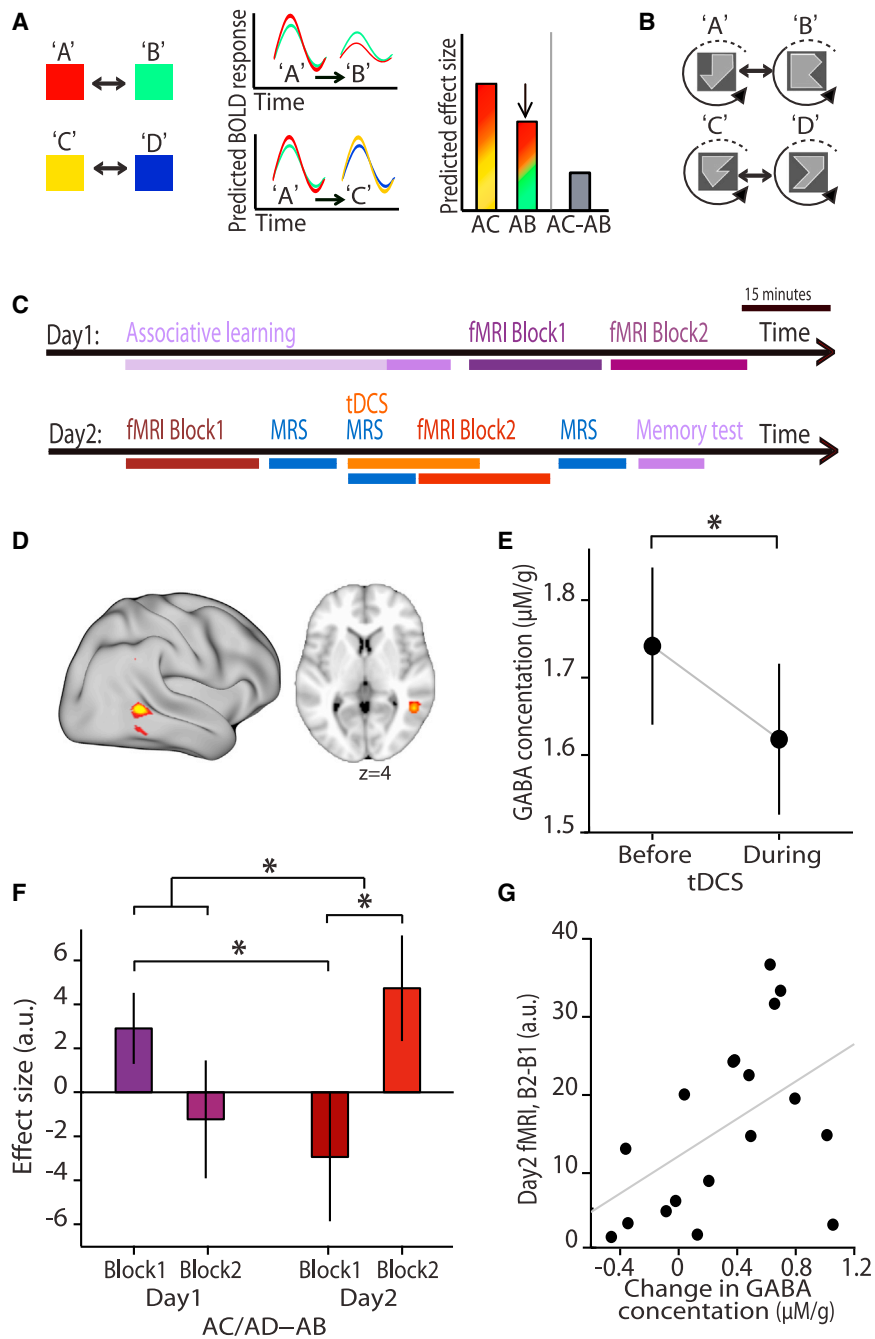 A
‘A’
‘B’
‘C’
‘D’
Predicted BOLD response
‘A’
‘B’
Time
‘A’
‘C’
Time
Predicted effect size
AC
AB
AC-AB
B
‘A’
‘B’
‘C’
‘D’
C
15 minutes
Day1:
Associative learning
fMRI Block1
fMRI Block2
Time
tDCS
Day2:
fMRI Block1
MRS
MRS
fMRI Block2
MRS
Memory test
Time
D
z=4
E
*
GABA concentration (µM/g)
1.8
1.7
1.6
1.5
Before
During
tDCS
F
*
*
*
Effect size (a.u.)
6
4
2
0
-2
-4
-6
Block1
Block2
Block1
Block2
Day1
Day2
AC/AD–AB
G
Day2 fMRI, B2-B1 (a.u.)
40
30
20
10
0
-0.4
0
0.4
0.8
1.2
Change in GABA
concentation (µM/g)